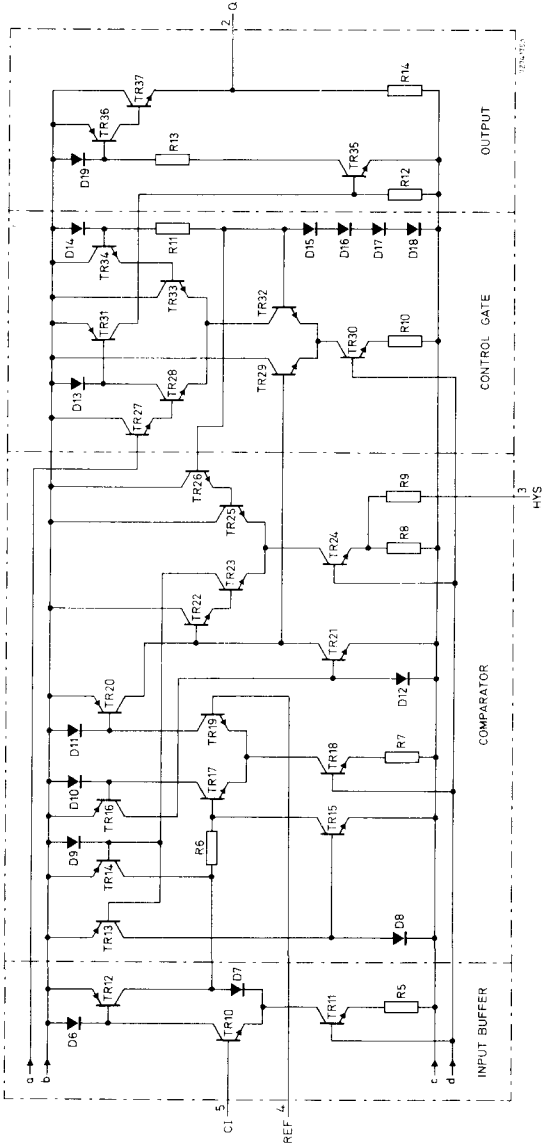 2 Q
D19
TR36
TR37
R13
R14
TR35
R12
OUTPUT
7Z74715.1
D14
TR34
R11
TR33
TR31
D13
TR28
TR27
TR32
TR29
D15
D16
D17
D18
TR30
R10
CONTROL GATE
TR26
TR25
TR23
TR22
TR24
R9
R8
3
HYS
TR20
TR21
D11
D12
TR19
D10
TR16
TR17
TR18
R7
D9
TR14
R6
TR15
TR13
D8
COMPARATOR
a
b
D6
TR12
D7
TR10
TR11
R5
c
d
INPUT BUFFER
5
CI
4
REF